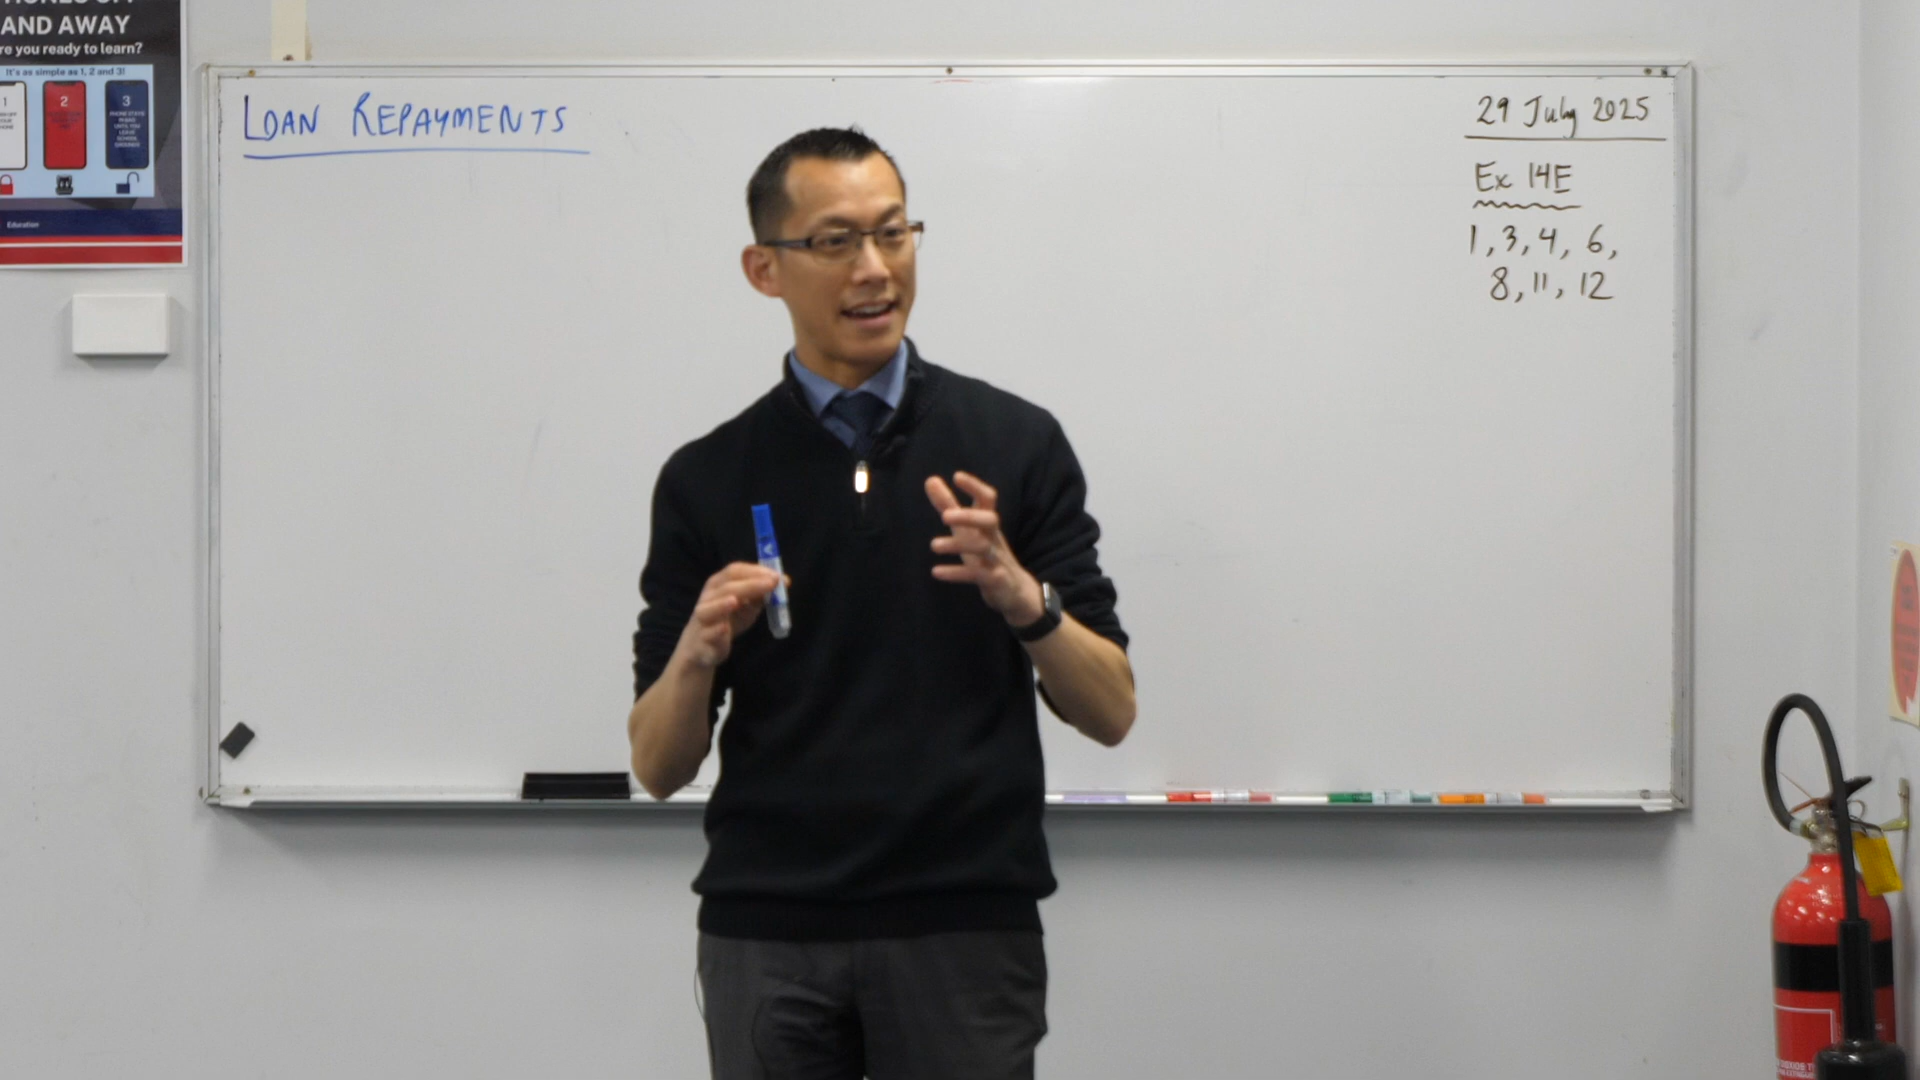 AND AWAY
re you ready to learn?
It's as simple as 1, 2 and 3!
1
2
3
Education
LOAN REPAYMENTS
29 July 2025
Ex 14E
1, 3, 4, 6,
8, 11, 12